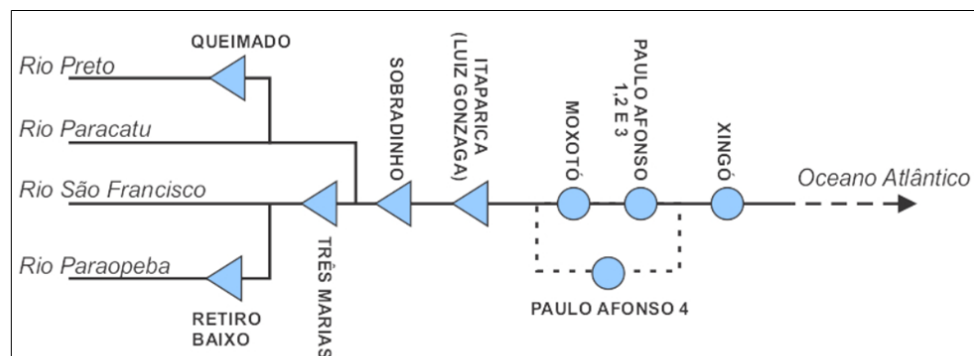 QUEIMADO
Rio Preto
Rio Paracatu
Rio São Francisco
Rio Paraopeba
RETIRO
BAIXO
TRÊS MARIAS
SOBRADINHO
ITAPARICA
(LUIZ GONZAGA)
MOXOTÓ
PAULO AFONSO
1,2 E 3
XINGÓ
Oceano Atlântico
PAULO AFONSO 4